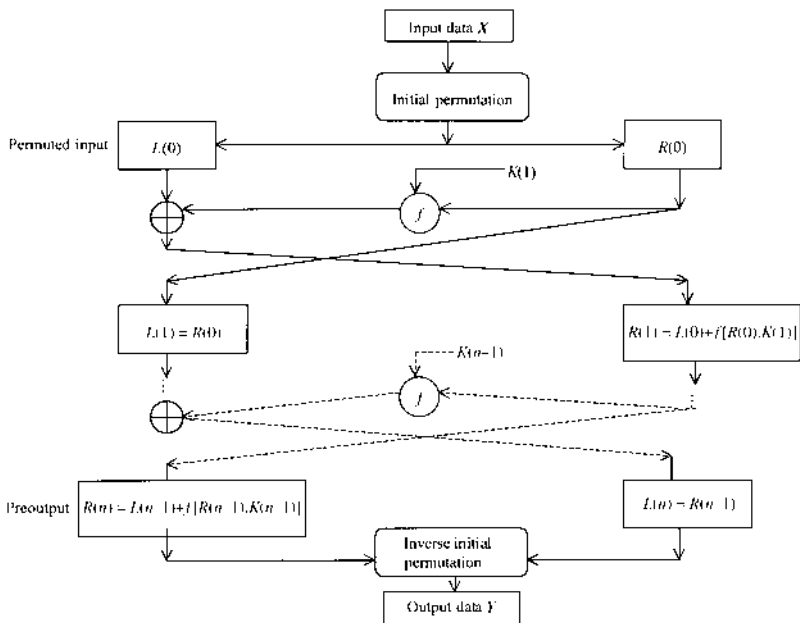 Input data X
Initial permutation
Permuted input
L(0)
R(0)
K(1)
f
L(1) = R(0)
R(1) = L(0)+f[R(0).K(1)]
K(n−1)
f
Preoutput
R(n) = L(n−1)+f[R(n−1).K(n−1)]
L(n) = R(n−1)
Inverse initial
permutation
Output data Y